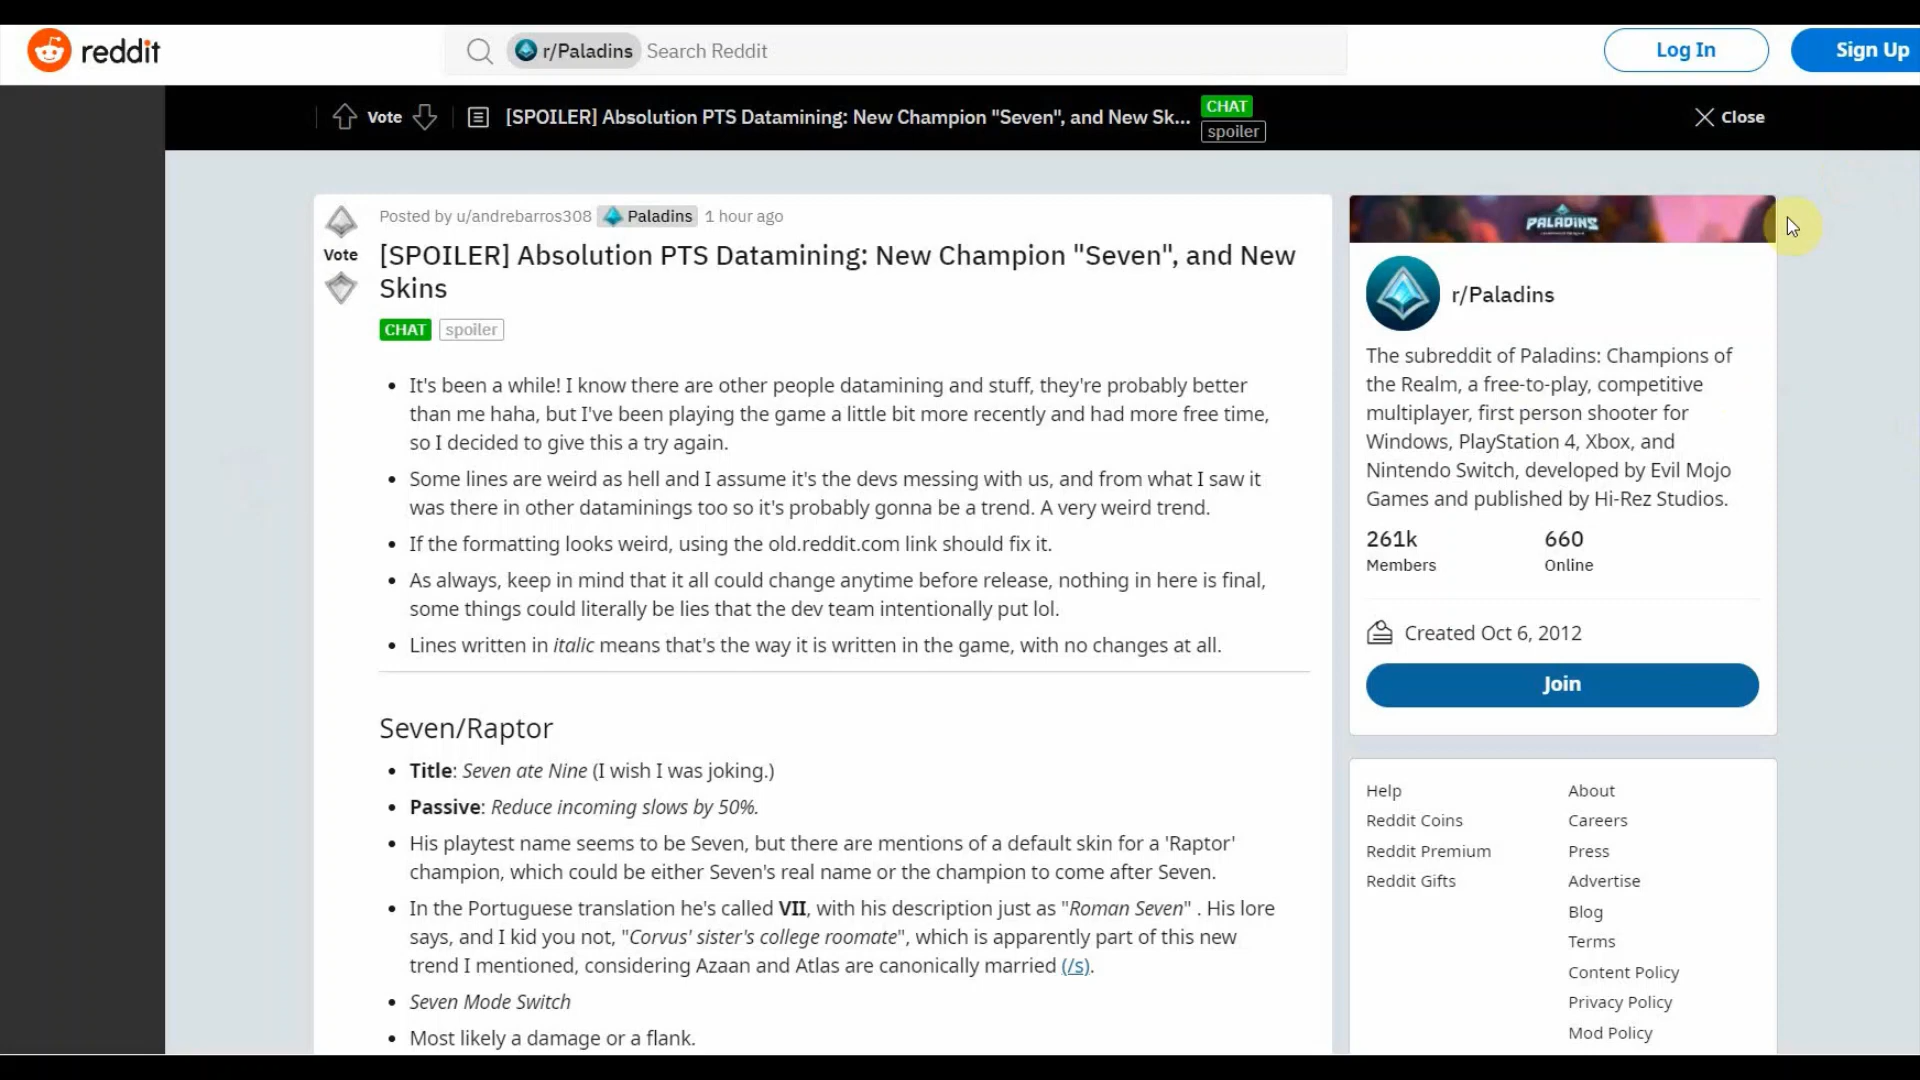 reddit
r/Paladins Search Reddit
Log In
Sign Up
Vote
[SPOILER] Absolution PTS Datamining: New Champion "Seven", and New Sk...
CHAT
spoiler
Close
Posted by u/andrebarros308 Paladins 1 hour ago
Vote
[SPOILER] Absolution PTS Datamining: New Champion "Seven", and New
Skins
CHAT spoiler
• It's been a while! I know there are other people datamining and stuff, they're probably better
than me haha, but I've been playing the game a little bit more recently and had more free time,
so I decided to give this a try again.
• Some lines are weird as hell and I assume it's the devs messing with us, and from what I saw it
was there in other dataminings too so it's probably gonna be a trend. A very weird trend.
• If the formatting looks weird, using the old.reddit.com link should fix it.
• As always, keep in mind that it all could change anytime before release, nothing in here is final,
some things could literally be lies that the dev team intentionally put lol.
• Lines written in italic means that's the way it is written in the game, with no changes at all.
Seven/Raptor
• Title: Seven ate Nine (I wish I was joking.)
• Passive: Reduce incoming slows by 50%.
• His playtest name seems to be Seven, but there are mentions of a default skin for a 'Raptor'
champion, which could be either Seven's real name or the champion to come after Seven.
• In the Portuguese translation he's called VII, with his description just as "Roman Seven" . His lore
says, and I kid you not, "Corvus' sister's college roomate", which is apparently part of this new
trend I mentioned, considering Azaan and Atlas are canonically married (/s).
• Seven Mode Switch
• Most likely a damage or a flank.
PALADINS
r/Paladins
The subreddit of Paladins: Champions of
the Realm, a free-to-play, competitive
multiplayer, first person shooter for
Windows, PlayStation 4, Xbox, and
Nintendo Switch, developed by Evil Mojo
Games and published by Hi-Rez Studios.
261k 660
Members Online
Created Oct 6, 2012
Join
Help About
Reddit Coins Careers
Reddit Premium Press
Reddit Gifts Advertise
Blog
Terms
Content Policy
Privacy Policy
Mod Policy